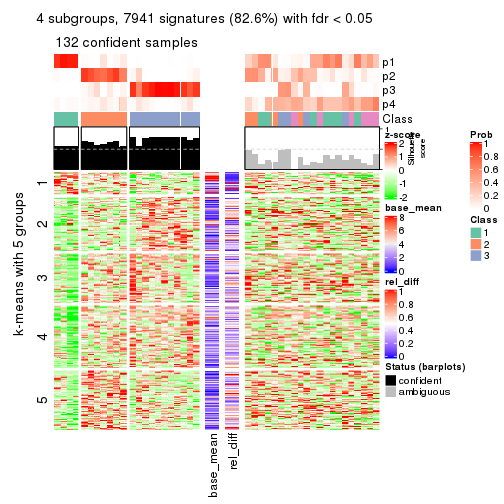 4 subgroups, 7941 signatures (82.6%) with fdr < 0.05
132 confident samples
p1
p2
p3
p4
Class
1
Silhouette
score
z-score
2
1
0
-1
-2
base_mean
8
6
4
2
0
rel_diff
1
0.8
0.6
0.4
0.2
0
Status (barplots)
confident
ambiguous
Prob
1
0.8
0.6
0.4
0.2
0
Class
1
2
3
k-means with 5 groups
1
2
3
4
5
base_mean
rel_diff